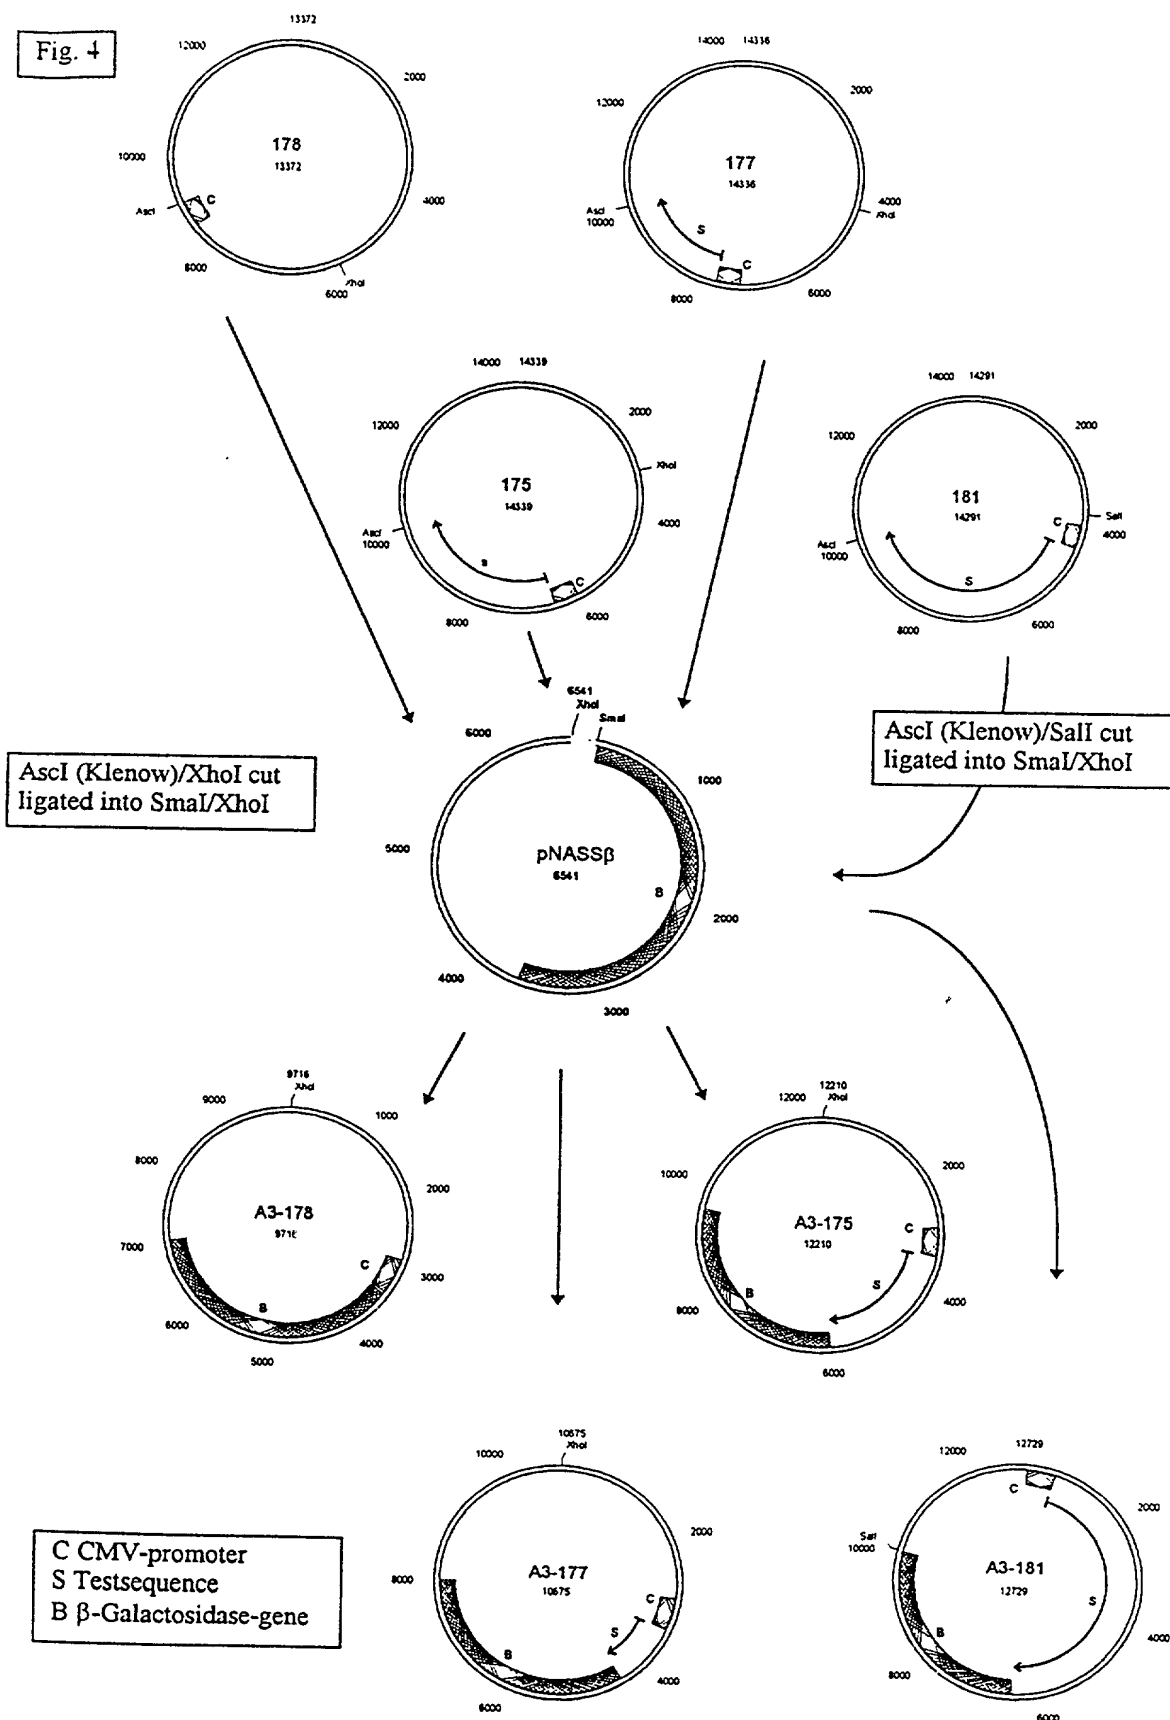 Fig. 4
13372
12000
2000
178
13372
10000
C
AscI
4000
8000
XhoI
6000
14000 14336
12000
2000
177
14336
AscI
10000
S
C
4000
XhoI
8000
6000
14000 14339
12000
2000
XhoI
175
14339
AscI
10000
4000
s
C
8000
6000
14000 14291
12000
2000
181
14291
C
SalI
4000
AscI
10000
S
8000
6000
AscI (Klenow)/XhoI cut
ligated into SmaI/XhoI
AscI (Klenow)/SalI cut
ligated into SmaI/XhoI
6541
XhoI
SmaI
6000
1000
5000
pNASSβ
6541
B
2000
4000
3000
9716
XhoI
9000
1000
8000
2000
A3-178
7000
C
3000
B
6000
4000
5000
12210
12000 XhoI
10000
2000
A3-175
12210
C
S
B
8000
4000
6000
10675
XhoI
10000
2000
A3-177
10675
8000
C
S
B
4000
6000
12000
12729
C
2000
SalI
10000
A3-181
12729
S
B
4000
8000
6000
C CMV-promoter
S Testsequence
B β-Galactosidase-gene